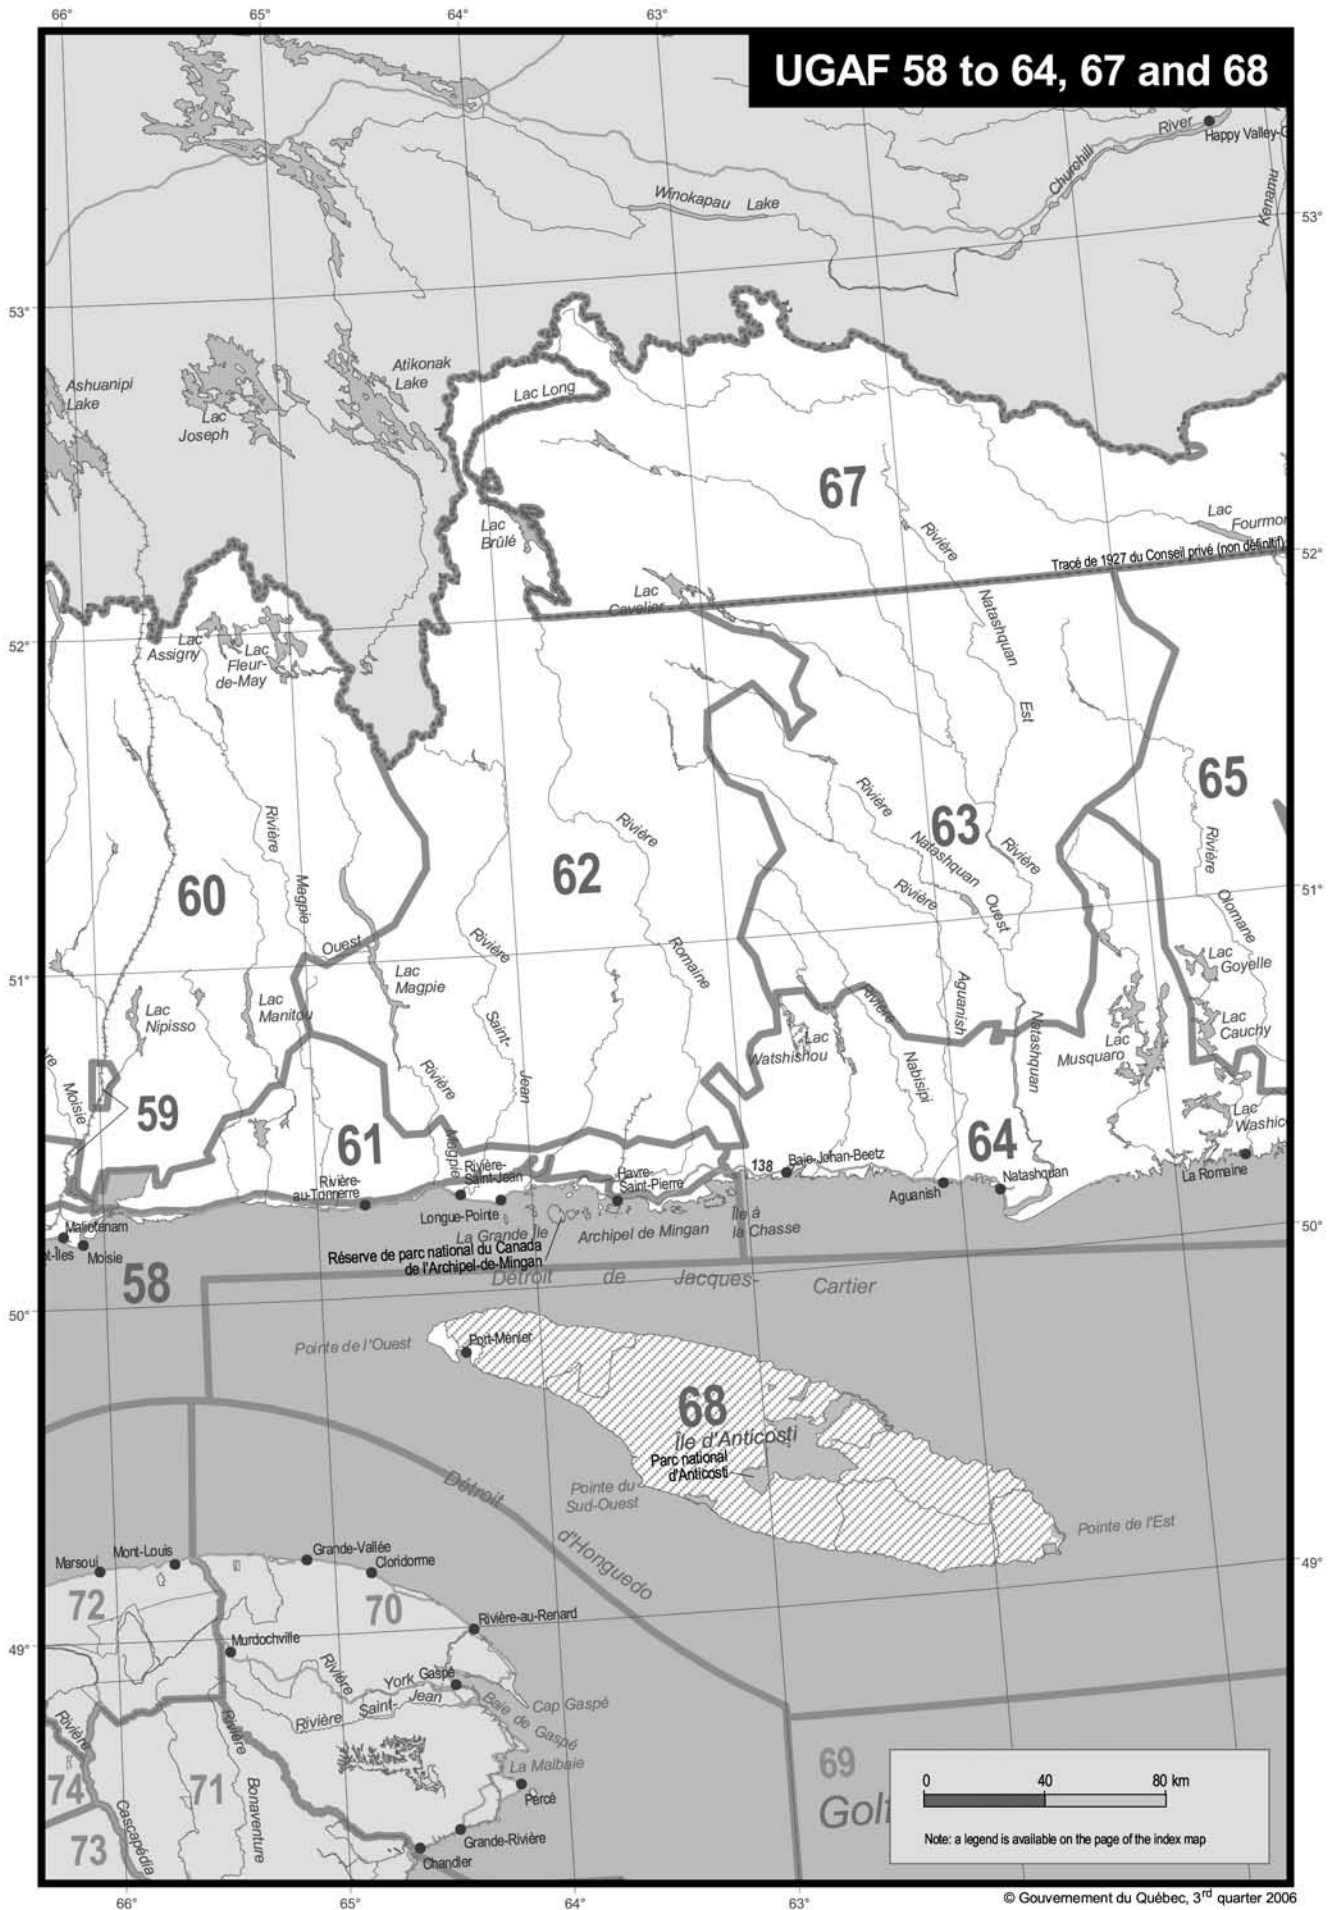 66°
65°
64°
63°
UGAF 58 to 64, 67 and 68
River
Happy Valley-G
Churchill
Kenamu
Winokapau Lake
53°
53°
Ashuanipi
Lake
Lac
Joseph
Atikonak
Lake
Lac Long
67
Lac
Brûlé
Rivière
Natashquan
Est
Lac
Fourmon
Tracé de 1927 du Conseil privé (non définitif)
52°
Lac
Cavelier
52°
Lac
Assigny
Lac
Fleur-
de-May
65
Rivière
Olomane
Rivière
Natashquan
Ouest
63
Rivière
62
Rivière
Romaine
60
Rivière
Magpie
Ouest
Rivière
Aguanish
51°
51°
Rivière
Saint-
Jean
Lac
Goyelle
Lac
Magpie
Lac
Manitou
Lac
Nipisso
Lac
Cauchy
Lac
Musquaro
Lac
Watshishou
Rivière
Nabisipi
Natashquan
Rivière
Magpie
Moisie
59
61
64
Lac
Washic
138
Baie-Johan-Beetz
Rivière-
Saint-Jean
Havre-
Saint-Pierre
Rivière-
au-Tonnerre
Aguanish
Natashquan
La Romaine
Longue-Pointe
La Grande Île
Archipel de Mingan
Île à
la Chasse
50°
Maliotenam
t-Îles
Moisie
Réserve de parc national du Canada
de l'Archipel-de-Mingan
58
Détroit de Jacques-Cartier
50°
Pointe de l'Ouest
Port-Menier
68
Île d'Anticosti
Parc national
d'Anticosti
Pointe du
Sud-Ouest
Pointe de l'Est
Détroit
d'Honguedo
49°
Marsoui
Mont-Louis
Grande-Vallée
Cloridorme
72
70
Rivière-au-Renard
49°
Murdochville
Rivière
York
Gaspé
Rivière Saint-Jean
Cap Gaspé
Baie de Gaspé
La Malbaie
Percé
Rivière
Rivière
Bonaventure
74
71
73
Cascapédia
Grande-Rivière
Chandler
69
Golf
0
40
80 km
Note: a legend is available on the page of the index map
66°
65°
64°
63°
© Gouvernement du Québec, 3rd quarter 2006